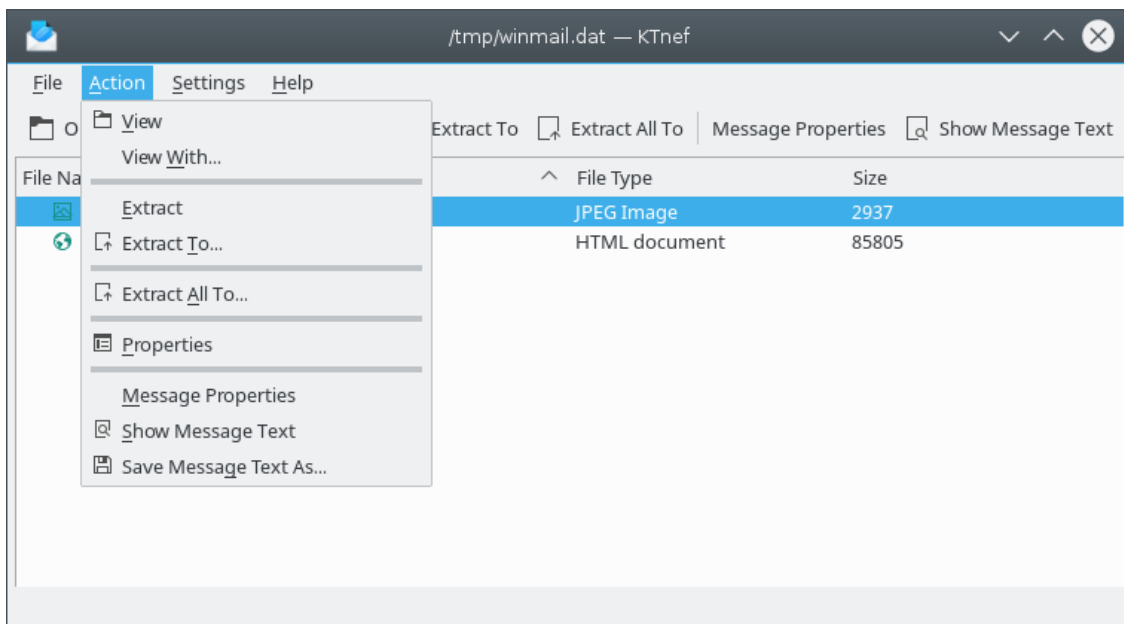 /tmp/winmail.dat — KTnef
File Action Settings Help
View
View With...
Extract
Extract To...
Extract All To...
Properties
Message Properties
Show Message Text
Save Message Text As...
O Extract To Extract All To Message Properties Show Message Text
File Na File Type Size
JPEG Image 2937
HTML document 85805